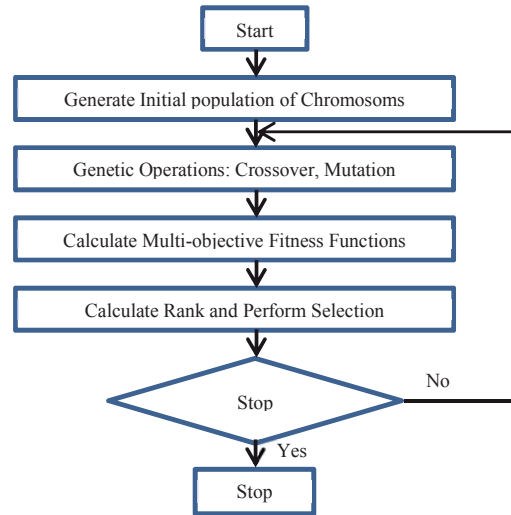 Start
Generate Initial population of Chromosoms
Genetic Operations: Crossover, Mutation
Calculate Multi-objective Fitness Functions
Calculate Rank and Perform Selection
Stop
No
Yes
Stop